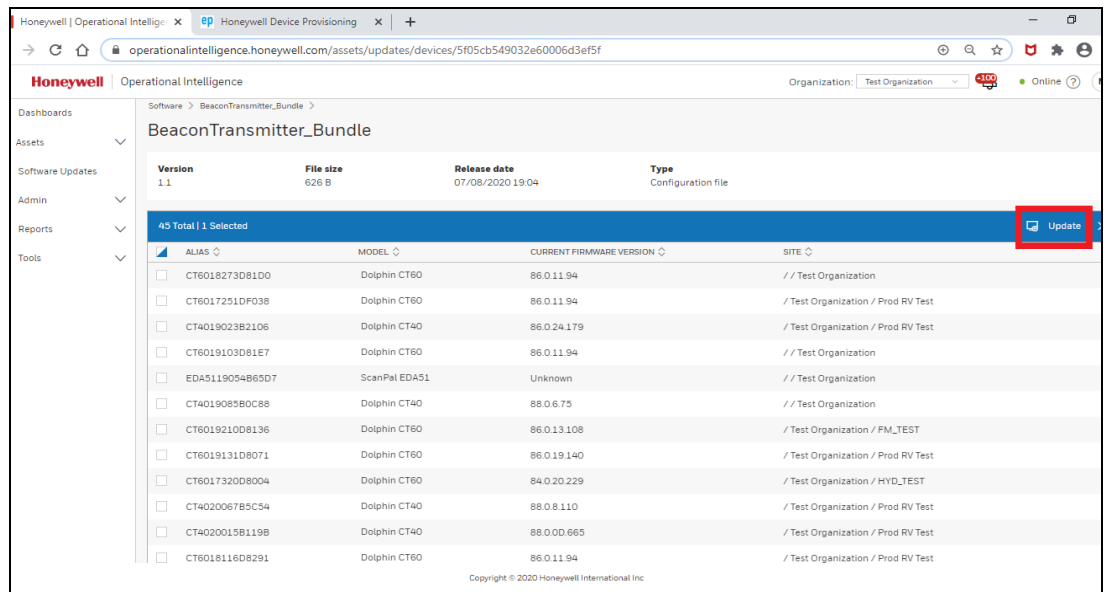 Honeywell | Operational Intellige
ep Honeywell Device Provisioning
operationalintelligence.honeywell.com/assets/updates/devices/5f05cb549032e60006d3ef5f
Honeywell | Operational Intelligence Organization: Test Organization -100 Online ?
Dashboards
Assets
Software Updates
Admin
Reports
Tools
Software > BeaconTransmitter_Bundle >
BeaconTransmitter_Bundle
Version File size Release date Type
1.1 626 B 07/08/2020 19:04 Configuration file
45 Total | 1 Selected Update
ALIAS MODEL CURRENT FIRMWARE VERSION SITE
CT6018273D81D0 Dolphin CT60 86.0.11.94 / / Test Organization
CT6017251DF038 Dolphin CT60 86.0.11.94 / Test Organization / Prod RV Test
CT4019023B2106 Dolphin CT40 86.0.24.179 / Test Organization / Prod RV Test
CT6019103D81E7 Dolphin CT60 86.0.11.94 / / Test Organization
EDA5119054B65D7 ScanPal EDA51 Unknown / / Test Organization
CT4019085B0C88 Dolphin CT40 88.0.6.75 / / Test Organization
CT6019210D8136 Dolphin CT60 86.0.13.108 / Test Organization / FM_TEST
CT6019131D8071 Dolphin CT60 86.0.19.140 / Test Organization / Prod RV Test
CT6017320D8004 Dolphin CT60 84.0.20.229 / Test Organization / HYD_TEST
CT4020067B5C54 Dolphin CT40 88.0.8.110 / Test Organization / Prod RV Test
CT4020015B119B Dolphin CT40 88.0.0D.665 / Test Organization / Prod RV Test
CT6018116D8291 Dolphin CT60 86.0.11.94 / Test Organization / Prod RV Test
Copyright © 2020 Honeywell International Inc